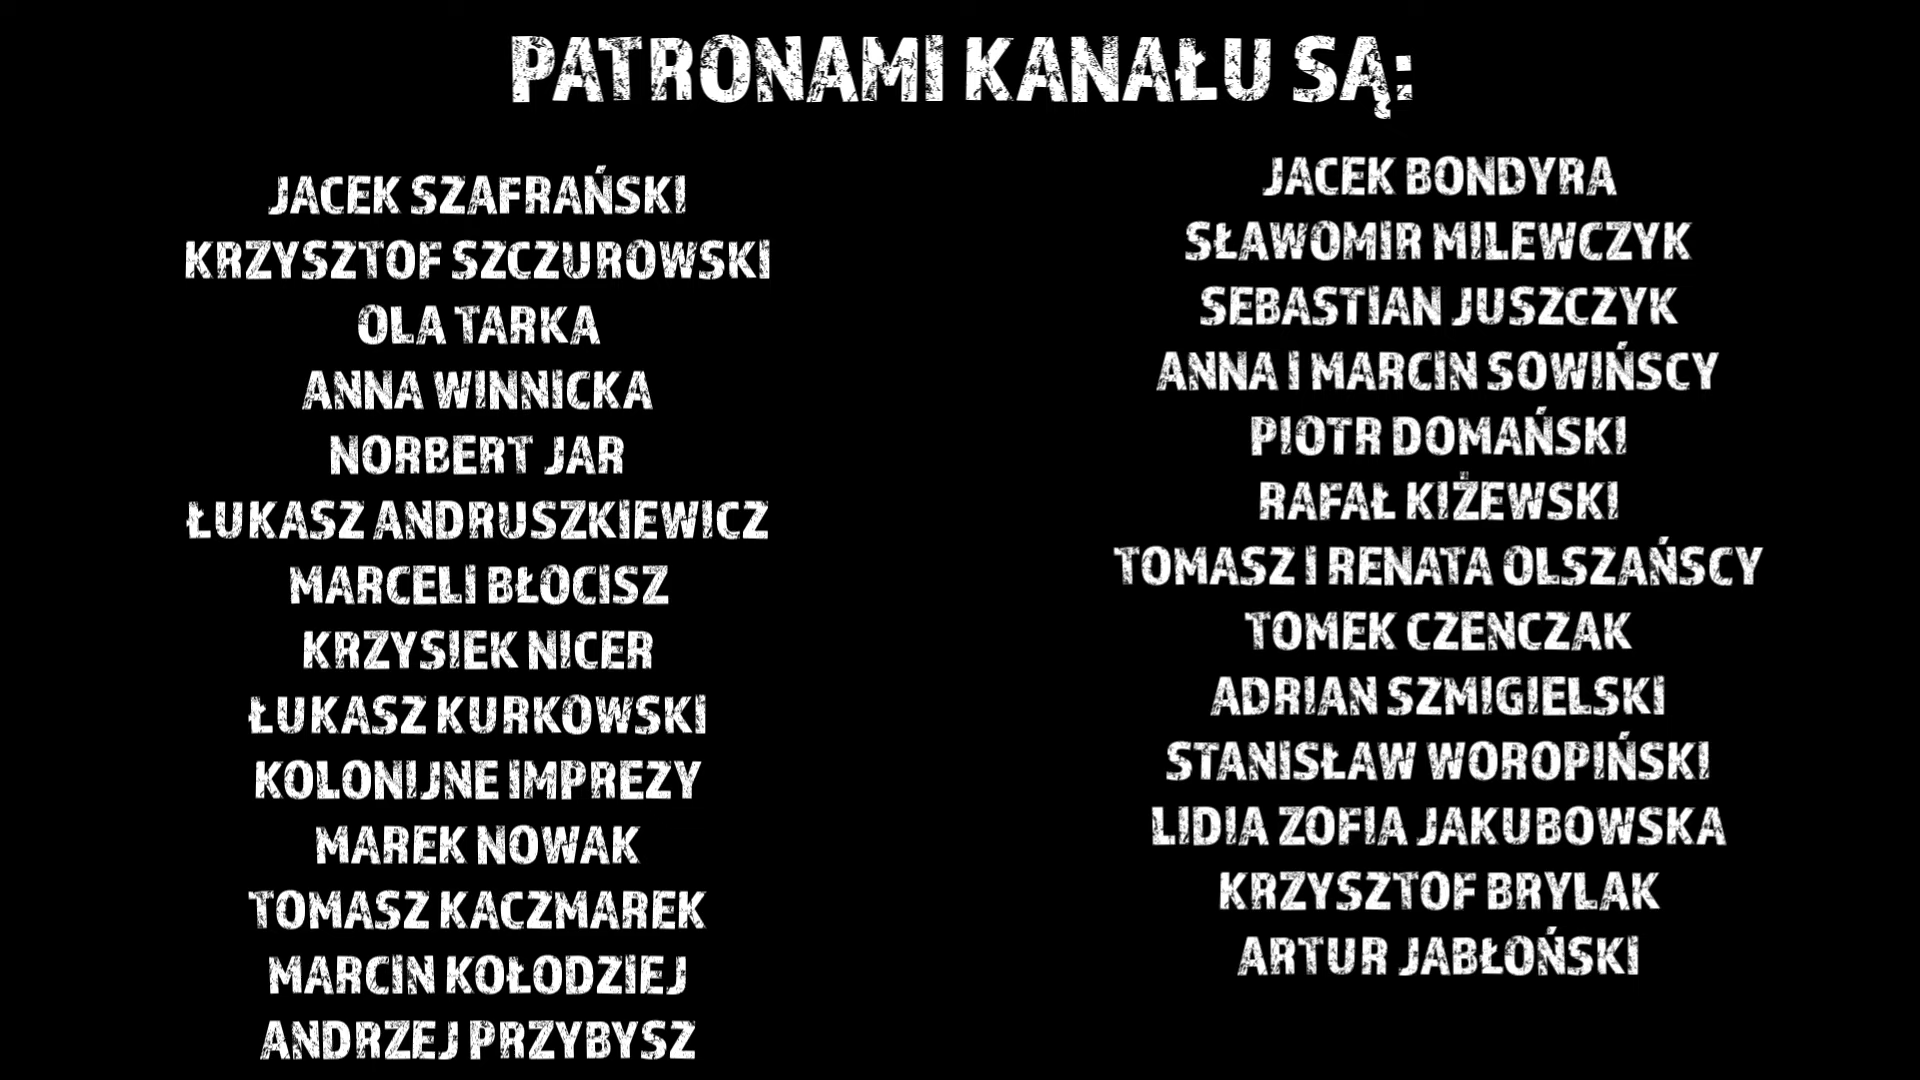 PATRONAMI KANAŁU SĄ:
JACEK SZAFRAŃSKI
KRZYSZTOF SZCZUROWSKI
OLA TARKA
ANNA WINNICKA
NORBERT JAR
ŁUKASZ ANDRUSZKIEWICZ
MARCELI BŁOCISZ
KRZYSIEK NICER
ŁUKASZ KURKOWSKI
KOLONIJNE IMPREZY
MAREK NOWAK
TOMASZ KACZMAREK
MARCIN KOŁODZIEJ
ANDRZEJ PRZYBYSZ
JACEK BONDYRA
SŁAWOMIR MILEWCZYK
SEBASTIAN JUSZCZYK
ANNA I MARCIN SOWIŃSCY
PIOTR DOMAŃSKI
RAFAŁ KIŻEWSKI
TOMASZ I RENATA OLSZAŃSCY
TOMEK CZENCZAK
ADRIAN SZMIGIELSKI
STANISŁAW WOROPIŃSKI
LIDIA ZOFIA JAKUBOWSKA
KRZYSZTOF BRYLAK
ARTUR JABŁOŃSKI